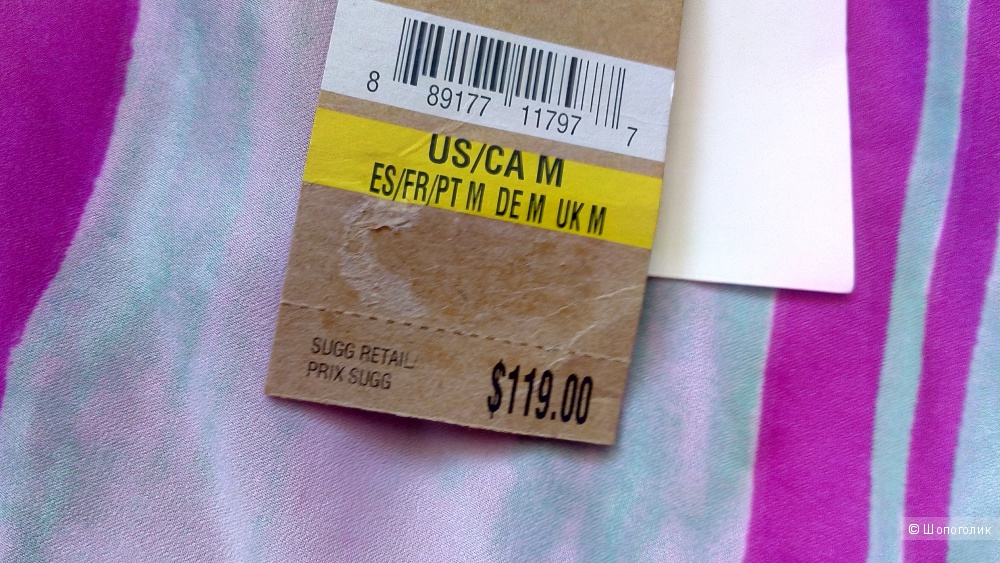 8 89177 11797 7
US/CA M
ES/FR/PT M DE M UK M
SUGG RETAIL:
PRIX SUGG
$119.00
© Шопоголик